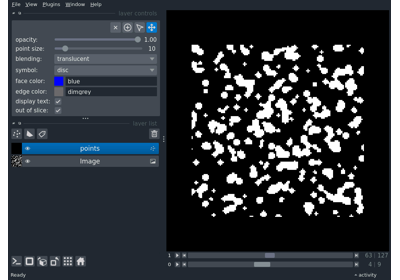 File View Plugins Window Help
layer controls
opacity: 1.00
point size: 10
blending: translucent
symbol: disc
face color: blue
edge color: dimgrey
display text:
out of slice:
layer list
points
Image
1 63 127
0 4 9
Ready activity